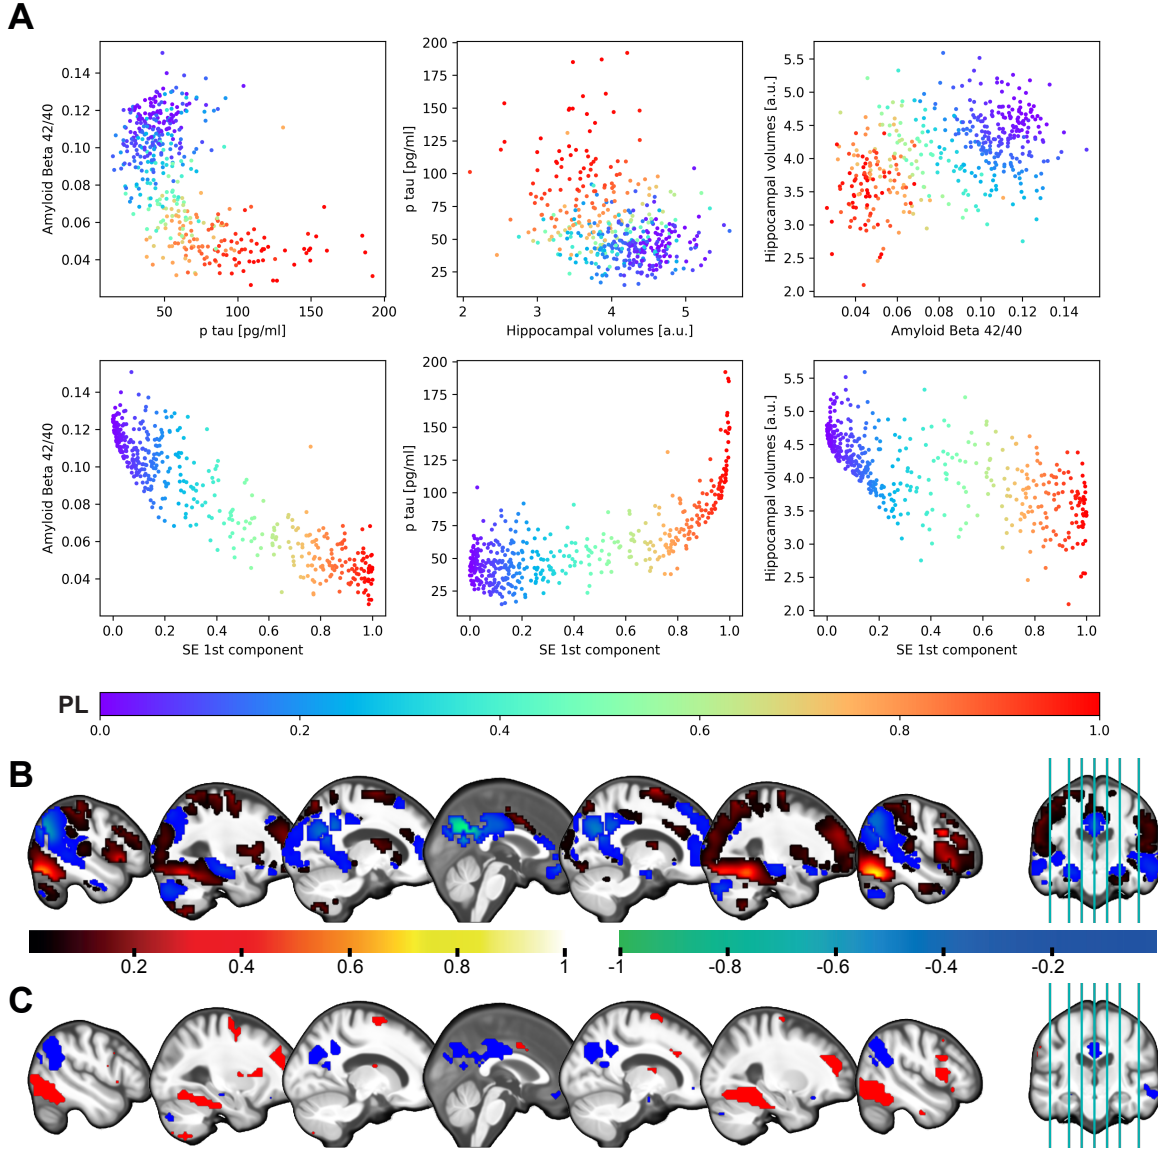 A
0.14
0.12
0.10
0.08
0.06
0.04
Amyloid Beta 42/40
50 100 150 200
p tau [pg/ml]
200
175
150
125
100
75
50
25
p tau [pg/ml]
2 3 4 5
Hippocampal volumes [a.u.]
5.5
5.0
4.5
4.0
3.5
3.0
2.5
2.0
Hippocampal volumes [a.u.]
0.04 0.06 0.08 0.10 0.12 0.14
Amyloid Beta 42/40
0.14
0.12
0.10
0.08
0.06
0.04
Amyloid Beta 42/40
0.0 0.2 0.4 0.6 0.8 1.0
SE 1st component
200
175
150
125
100
75
50
25
p tau [pg/ml]
0.0 0.2 0.4 0.6 0.8 1.0
SE 1st component
5.5
5.0
4.5
4.0
3.5
3.0
2.5
2.0
Hippocampal volumes [a.u.]
0.0 0.2 0.4 0.6 0.8 1.0
SE 1st component
PL
0.0 0.2 0.4 0.6 0.8 1.0
B
0.2 0.4 0.6 0.8 1 -1 -0.8 -0.6 -0.4 -0.2
C